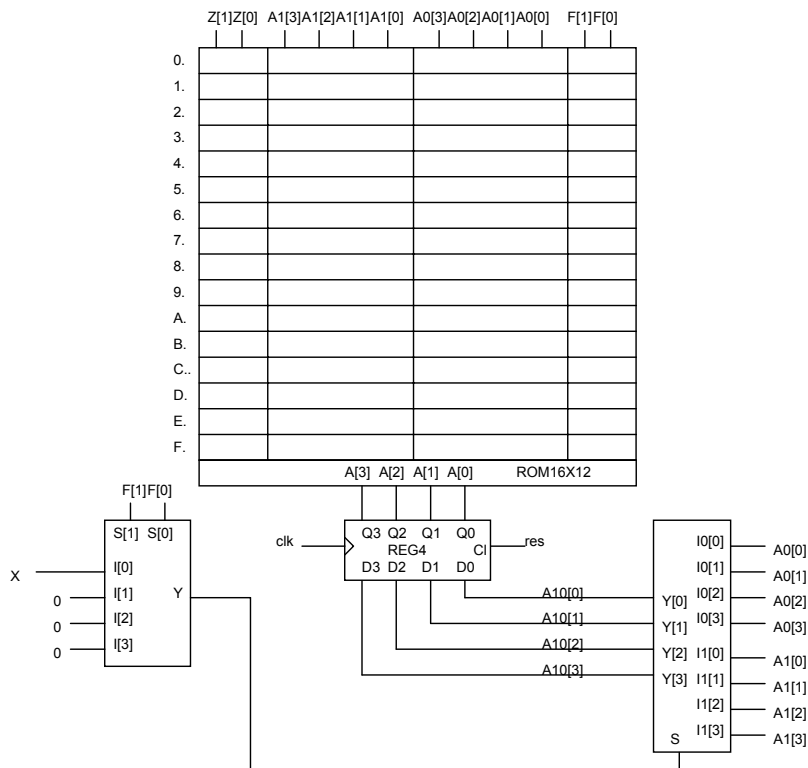 Z[1]Z[0] A1[3]A1[2]A1[1]A1[0] A0[3]A0[2]A0[1]A0[0] F[1]F[0]
0.
1.
2.
3.
4.
5.
6.
7.
8.
9.
A.
B.
C..
D.
E.
F.
A[3] A[2] A[1] A[0] ROM16X12
F[1]F[0]
S[1] S[0]
X
I[0]
0
I[1]
0
I[2]
0
I[3]
Y
clk
Q3 Q2 Q1 Q0
REG4 Cl
D3 D2 D1 D0
res
A10[0]
A10[1]
A10[2]
A10[3]
Y[0]
Y[1]
Y[2]
Y[3]
S
I0[0] A0[0]
I0[1] A0[1]
I0[2] A0[2]
I0[3] A0[3]
I1[0] A1[0]
I1[1] A1[1]
I1[2] A1[2]
I1[3] A1[3]